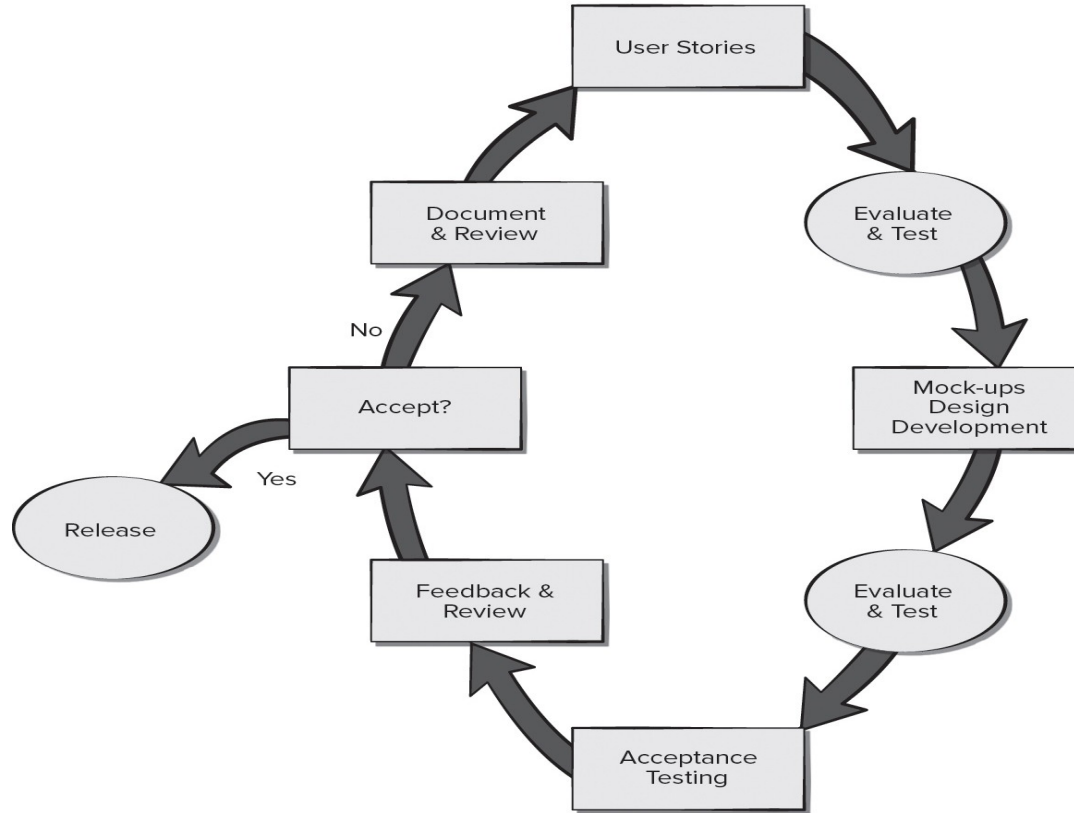 User Stories
Evaluate
& Test
Mock-ups
Design
Development
Evaluate
& Test
Acceptance
Testing
Feedback &
Review
Accept?
Yes
Release
No
Document
& Review